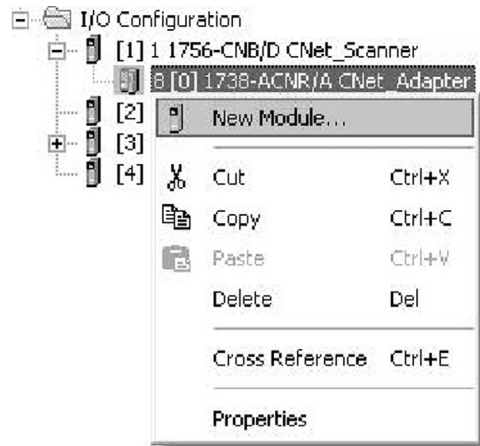 I/O Configuration
[1] 1 1756-CNB/D CNet_Scanner
8 [0] 1738-ACNR/A CNet_Adapter
[2]
New Module...
[3]
[4]
Cut Ctrl+X
Copy Ctrl+C
Paste Ctrl+V
Delete Del
Cross Reference Ctrl+E
Properties